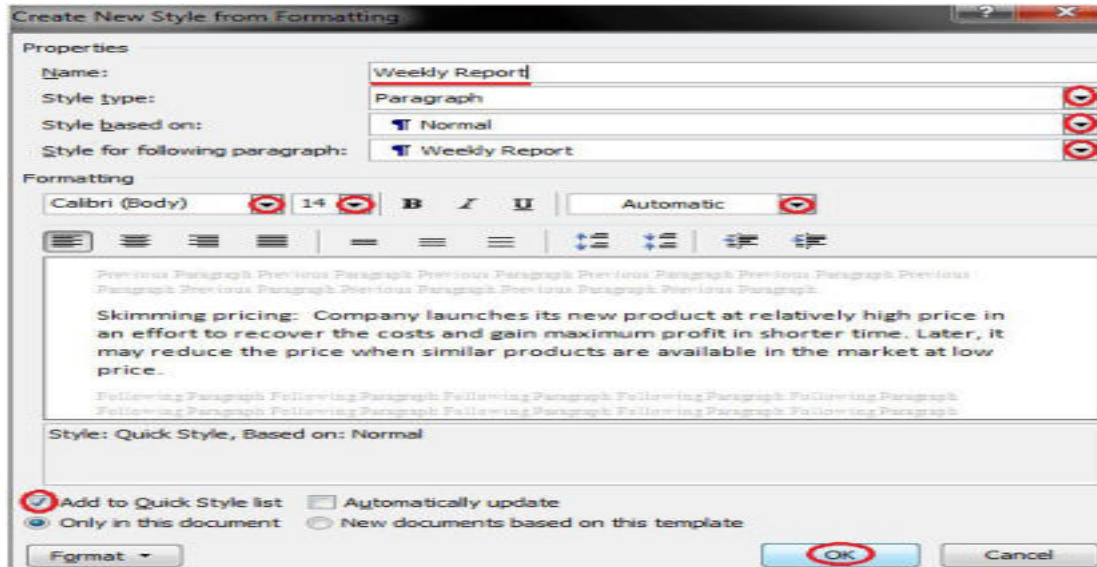 Create New Style from Formatting
Properties
Name: Weekly Report
Style type: Paragraph
Style based on: ¶ Normal
Style for following paragraph: ¶ Weekly Report
Formatting
Calibri (Body) 14 B I U Automatic
Previous Paragraph Previous Paragraph Previous Paragraph Previous Paragraph Previous Paragraph Previous
Paragraph Previous Paragraph Previous Paragraph Previous Paragraph Previous Paragraph
Skimming pricing: Company launches its new product at relatively high price in
an effort to recover the costs and gain maximum profit in shorter time. Later, it
may reduce the price when similar products are available in the market at low
price.
Following Paragraph Following Paragraph Following Paragraph Following Paragraph Following Paragraph
Following Paragraph Following Paragraph Following Paragraph Following Paragraph Following Paragraph
Style: Quick Style, Based on: Normal
Add to Quick Style list Automatically update
Only in this document New documents based on this template
Format OK Cancel